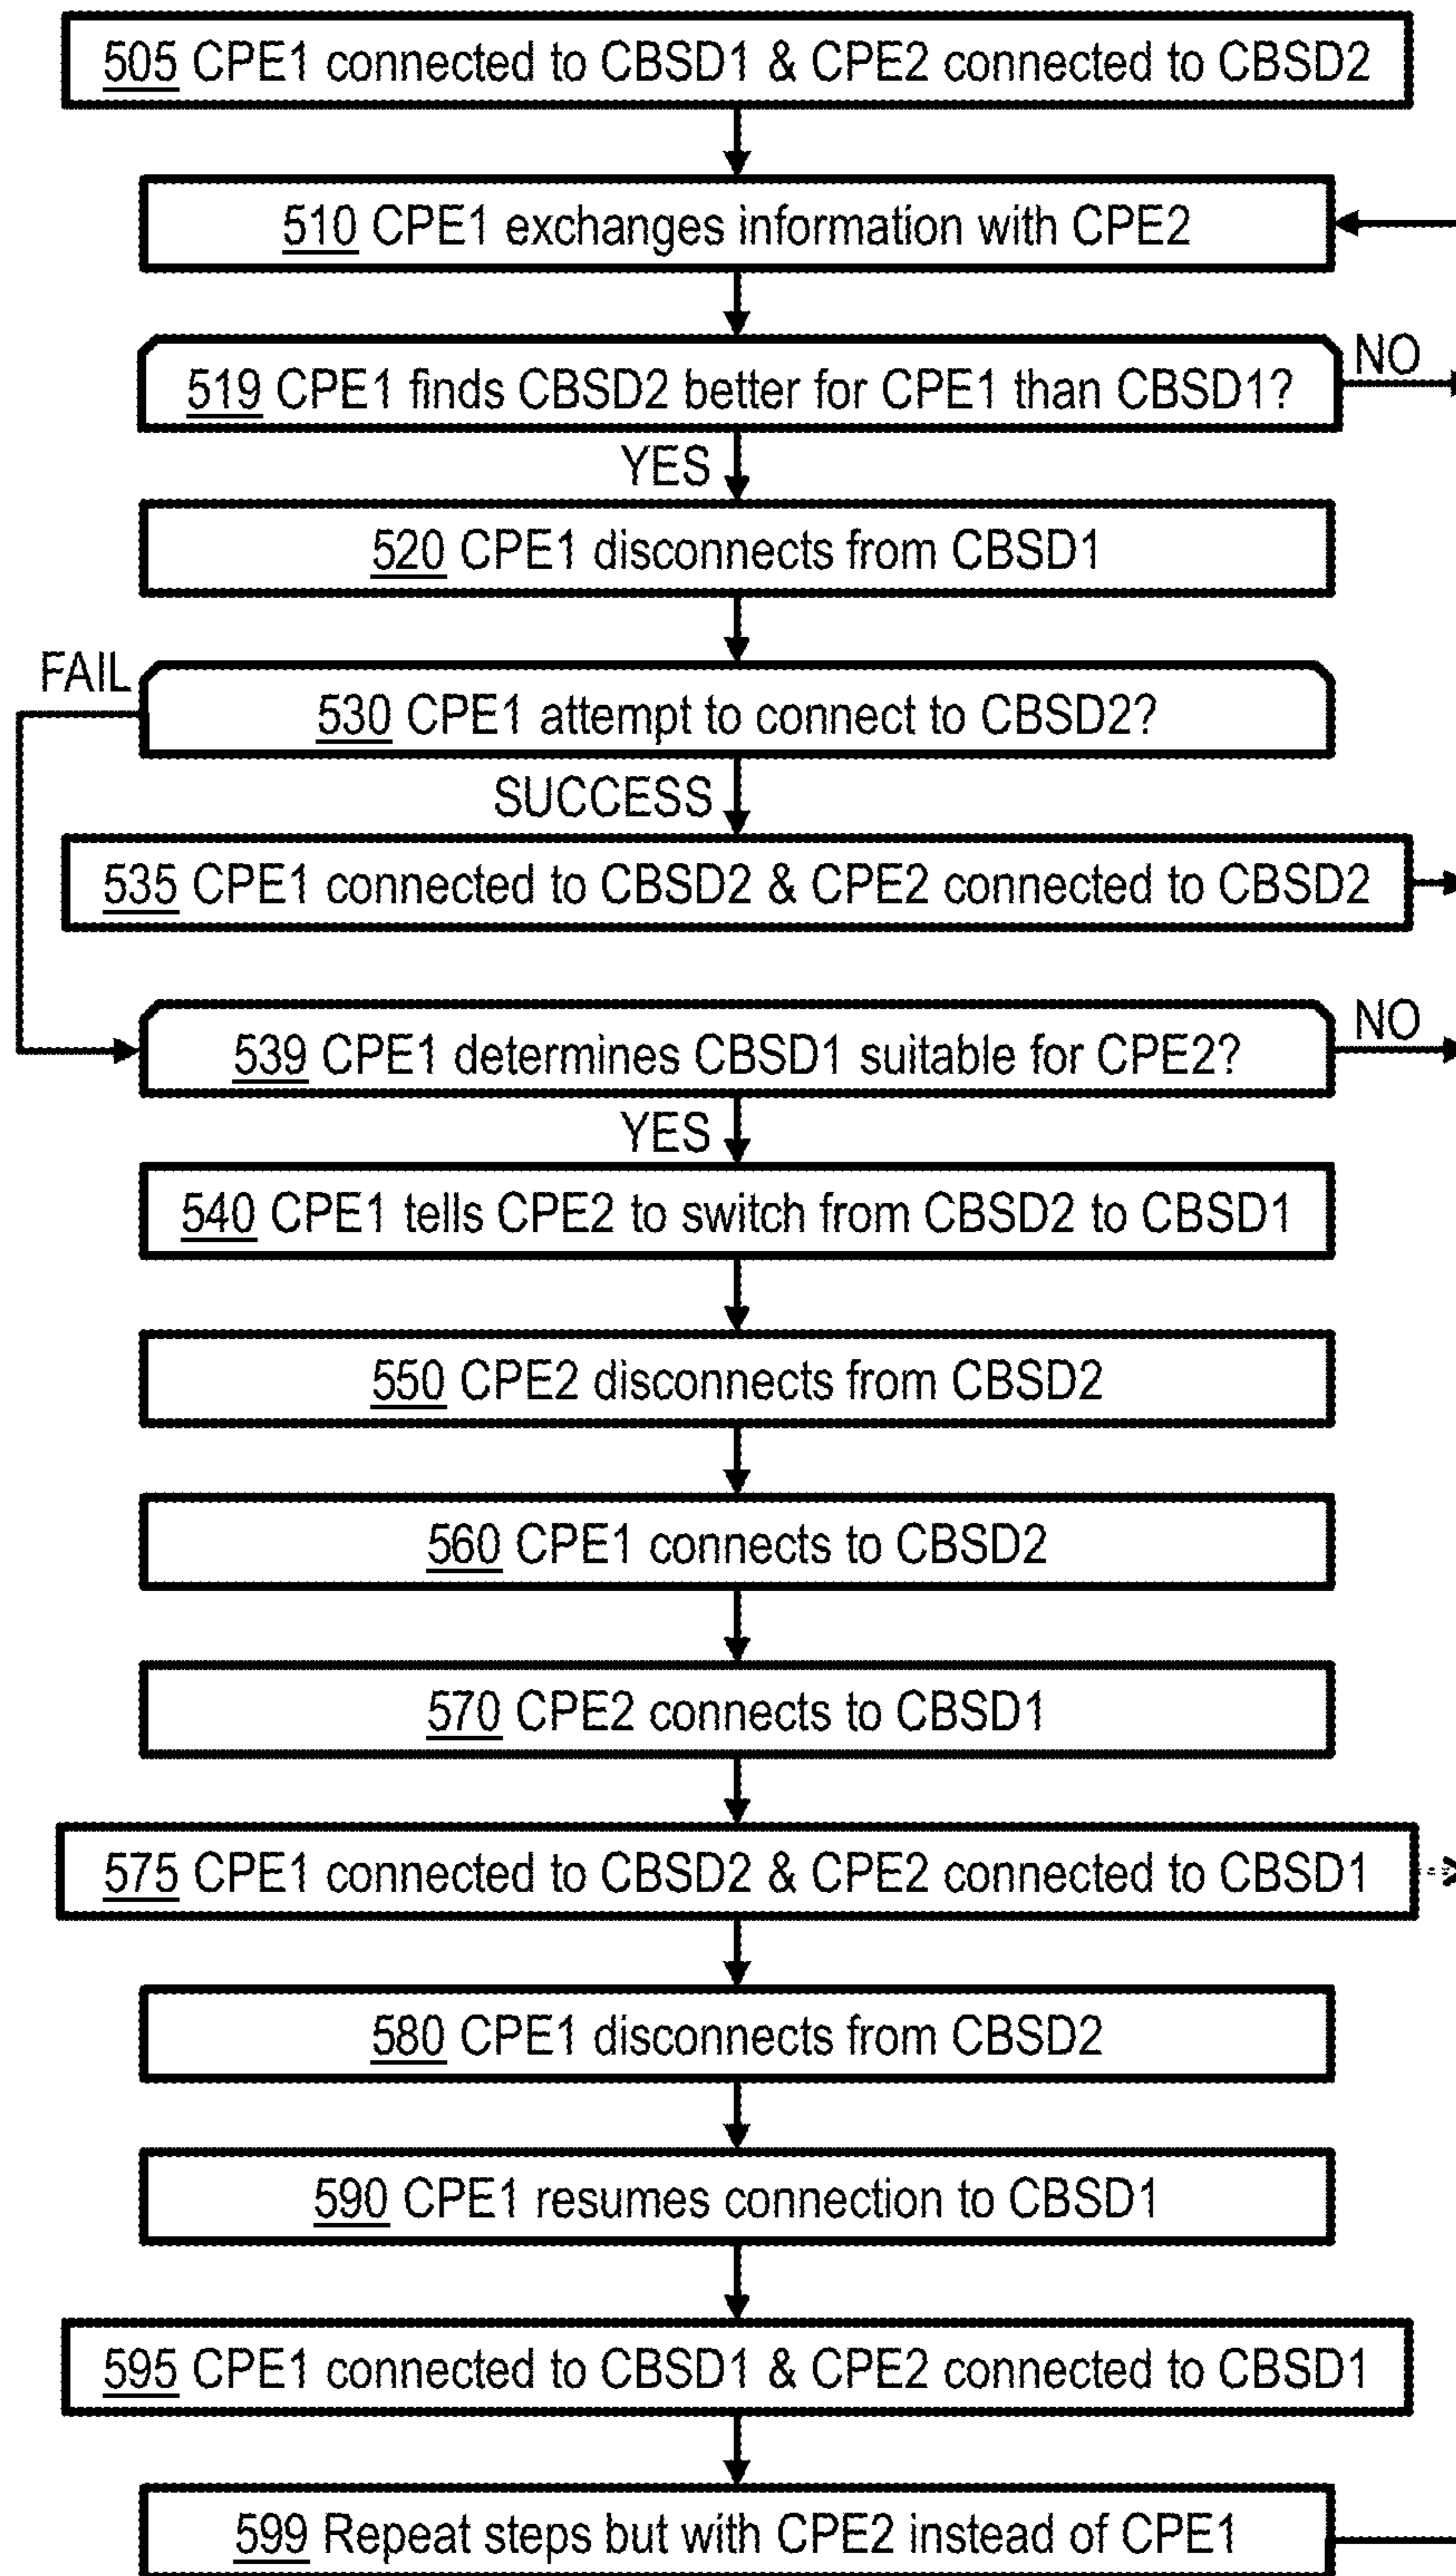 505 CPE1 connected to CBSD1 & CPE2 connected to CBSD2
510 CPE1 exchanges information with CPE2
519 CPE1 finds CBSD2 better for CPE1 than CBSD1?
NO
YES
520 CPE1 disconnects from CBSD1
FAIL
530 CPE1 attempt to connect to CBSD2?
SUCCESS
535 CPE1 connected to CBSD2 & CPE2 connected to CBSD2
539 CPE1 determines CBSD1 suitable for CPE2?
NO
YES
540 CPE1 tells CPE2 to switch from CBSD2 to CBSD1
550 CPE2 disconnects from CBSD2
560 CPE1 connects to CBSD2
570 CPE2 connects to CBSD1
575 CPE1 connected to CBSD2 & CPE2 connected to CBSD1
580 CPE1 disconnects from CBSD2
590 CPE1 resumes connection to CBSD1
595 CPE1 connected to CBSD1 & CPE2 connected to CBSD1
599 Repeat steps but with CPE2 instead of CPE1